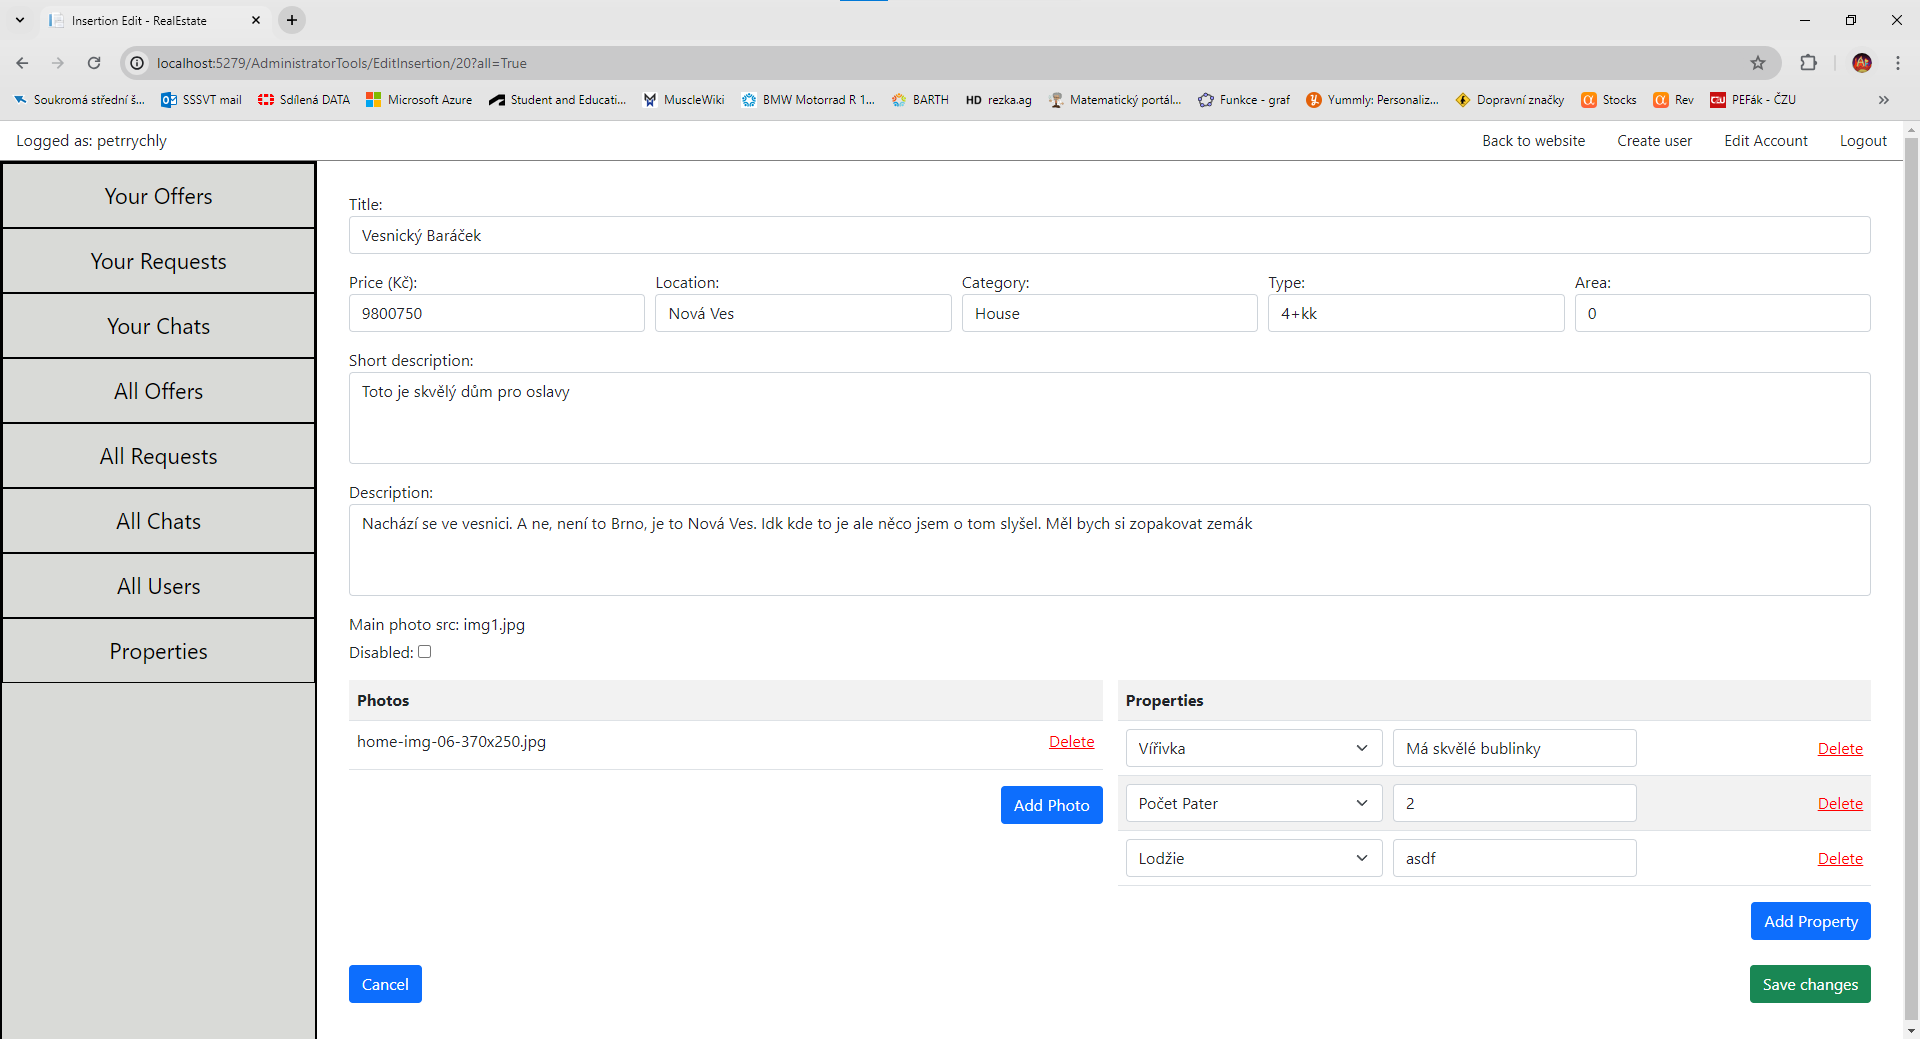 Insertion Edit - RealEstate
localhost:5279/AdministratorTools/EditInsertion/20?all=True
Soukromá střední š... SSSVT mail Sdílená DATA Microsoft Azure Student and Educati... MuscleWiki BMW Motorrad R 1... BARTH HD rezka.ag Matematický portál... Funkce - graf Yummly: Personaliz... Dopravní značky Stocks Rev PEFák - ČZU
Logged as: petrrychly Back to website Create user Edit Account Logout
Your Offers
Your Requests
Your Chats
All Offers
All Requests
All Chats
All Users
Properties
Title:
Vesnický Baráček
Price (Kč): Location: Category: Type: Area:
9800750 Nová Ves House 4+kk 0
Short description:
Toto je skvělý dům pro oslavy
Description:
Nachází se ve vesnici. A ne, není to Brno, je to Nová Ves. Idk kde to je ale něco jsem o tom slyšel. Měl bych si zopakovat zemák
Main photo src: img1.jpg
Disabled:
Photos
home-img-06-370x250.jpg Delete
Add Photo
Properties
Vířivka Má skvělé bublinky Delete
Počet Pater 2 Delete
Lodžie asdf Delete
Add Property
Cancel Save changes